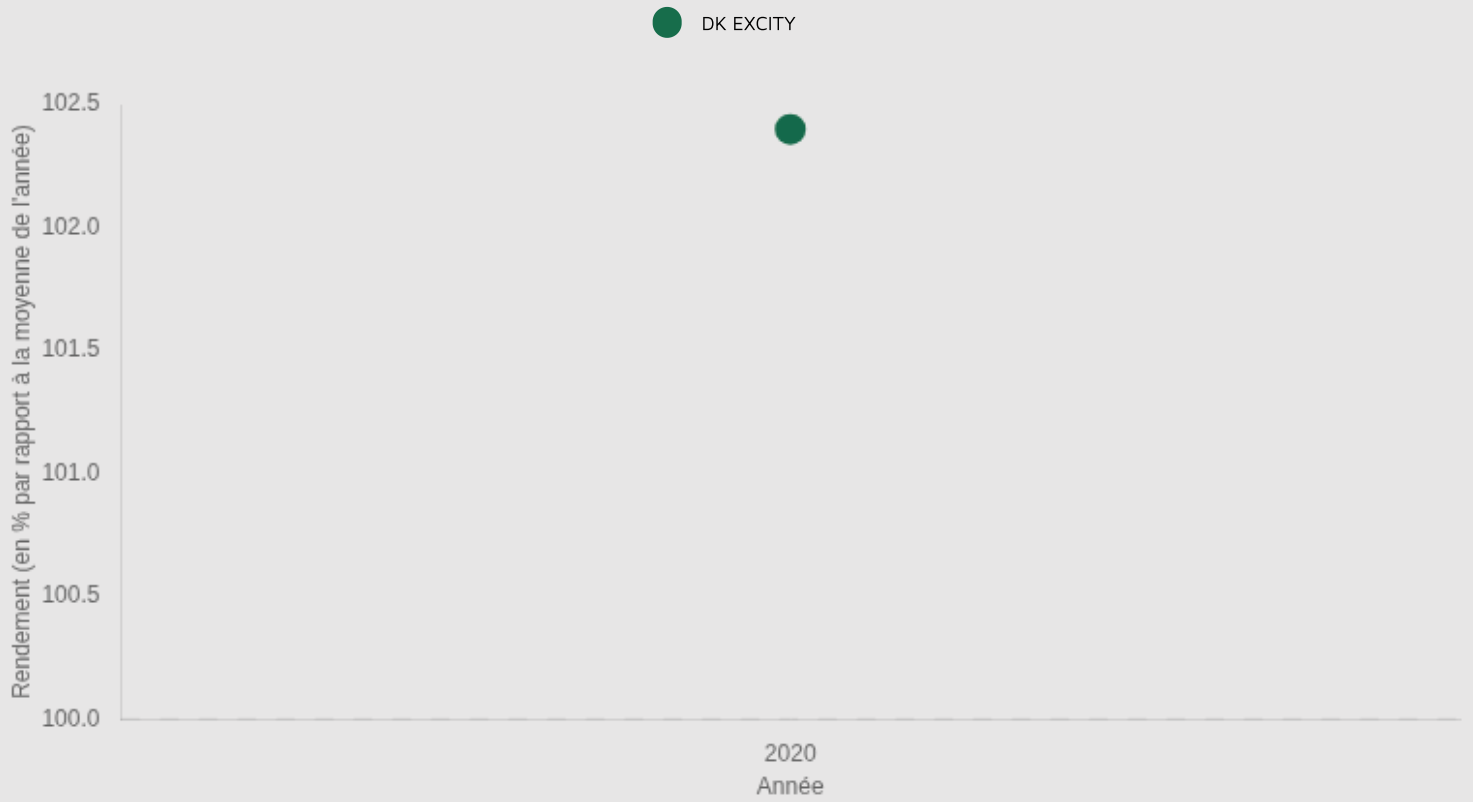 DK EXCITY
Rendement (en % par rapport à la moyenne de l'année)
102.5
102.0
101.5
101.0
100.5
100.0
2020
Année